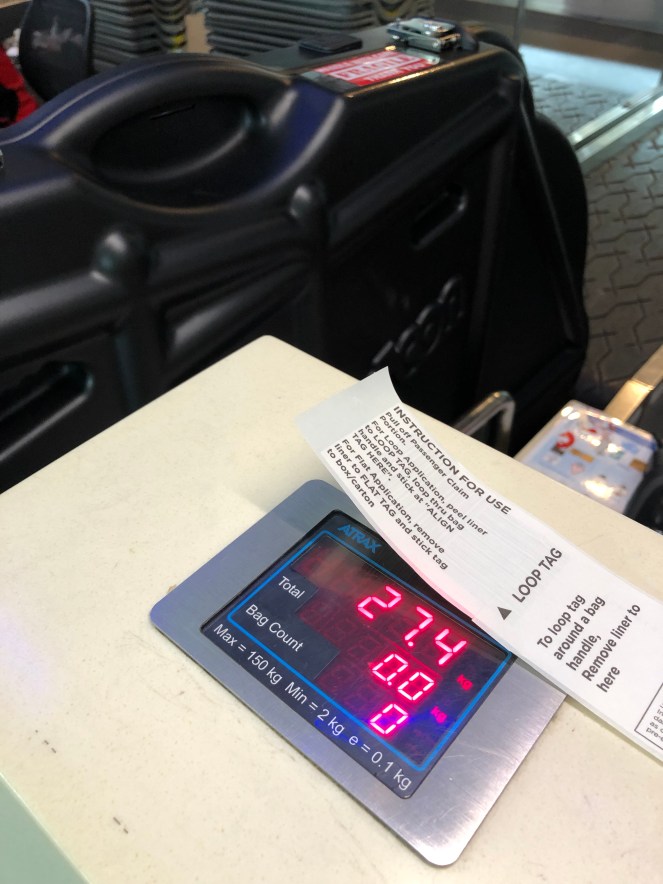 INSTRUCTION FOR USE
Pull off Passenger Claim
Portion.
For Loop Application, peel liner
to LOOP TAG, loop thru bag
handle and stick at "ALIGN
TAG HERE".
For Flat Application, remove
liner to FLAT TAG and stick tag
to box/carton
▲ LOOP TAG
To loop tag
around a bag
handle,
Remove liner to
here
ATRAX
27.4 kg
Total 0.0 kg
Bag Count 0
Max = 150 kg Min = 2 kg e = 0.1 kg